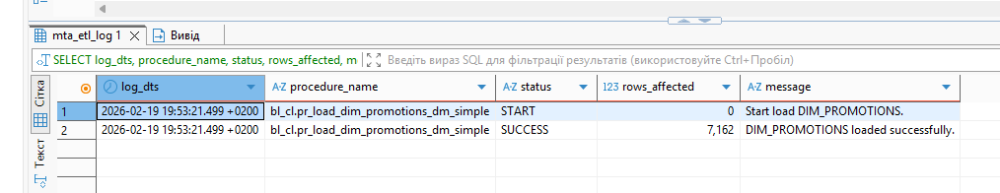 mta_etl_log 1 Вивід
SELECT log_dts, procedure_name, status, rows_affected, m Введіть вираз SQL для фільтрації результатів (використовуйте Ctrl+Пробіл)
Сітка
Текст
log_dts A-Z procedure_name A-Z status 123 rows_affected A-Z message
1 2026-02-19 19:53:21.499 +0200 bl_cl.pr_load_dim_promotions_dm_simple START 0 Start load DIM_PROMOTIONS.
2 2026-02-19 19:53:21.499 +0200 bl_cl.pr_load_dim_promotions_dm_simple SUCCESS 7,162 DIM_PROMOTIONS loaded successfully.